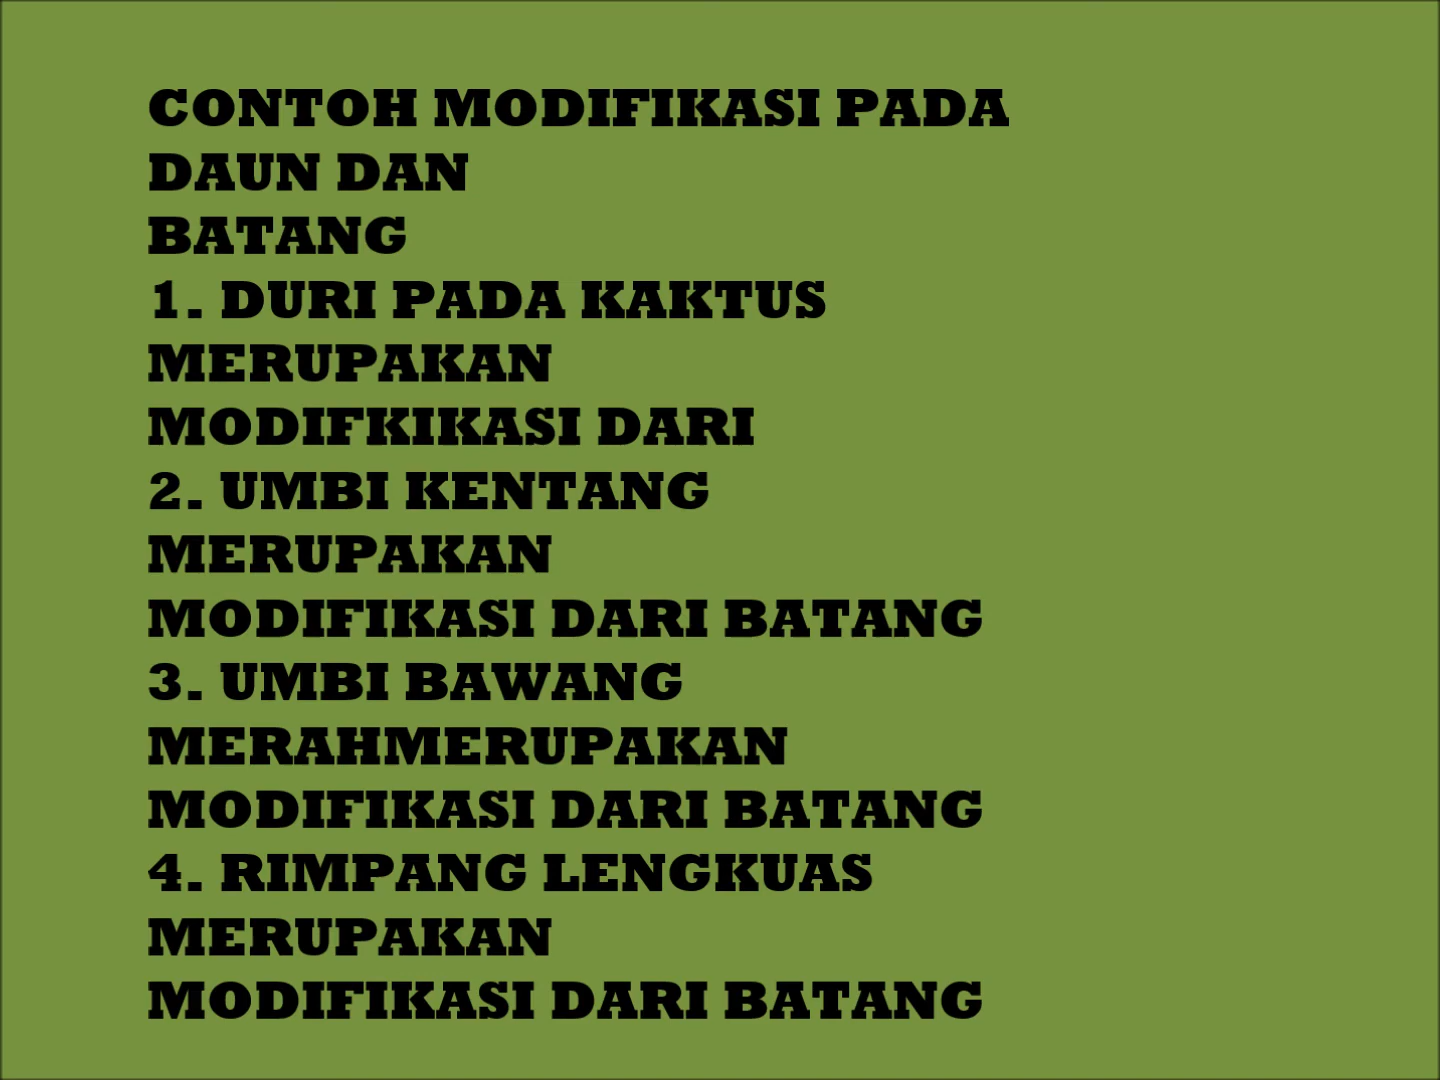 CONTOH MODIFIKASI PADA
DAUN DAN
BATANG
1. DURI PADA KAKTUS
MERUPAKAN
MODIFKIKASI DARI
2. UMBI KENTANG
MERUPAKAN
MODIFIKASI DARI BATANG
3. UMBI BAWANG
MERAHMERUPAKAN
MODIFIKASI DARI BATANG
4. RIMPANG LENGKUAS
MERUPAKAN
MODIFIKASI DARI BATANG